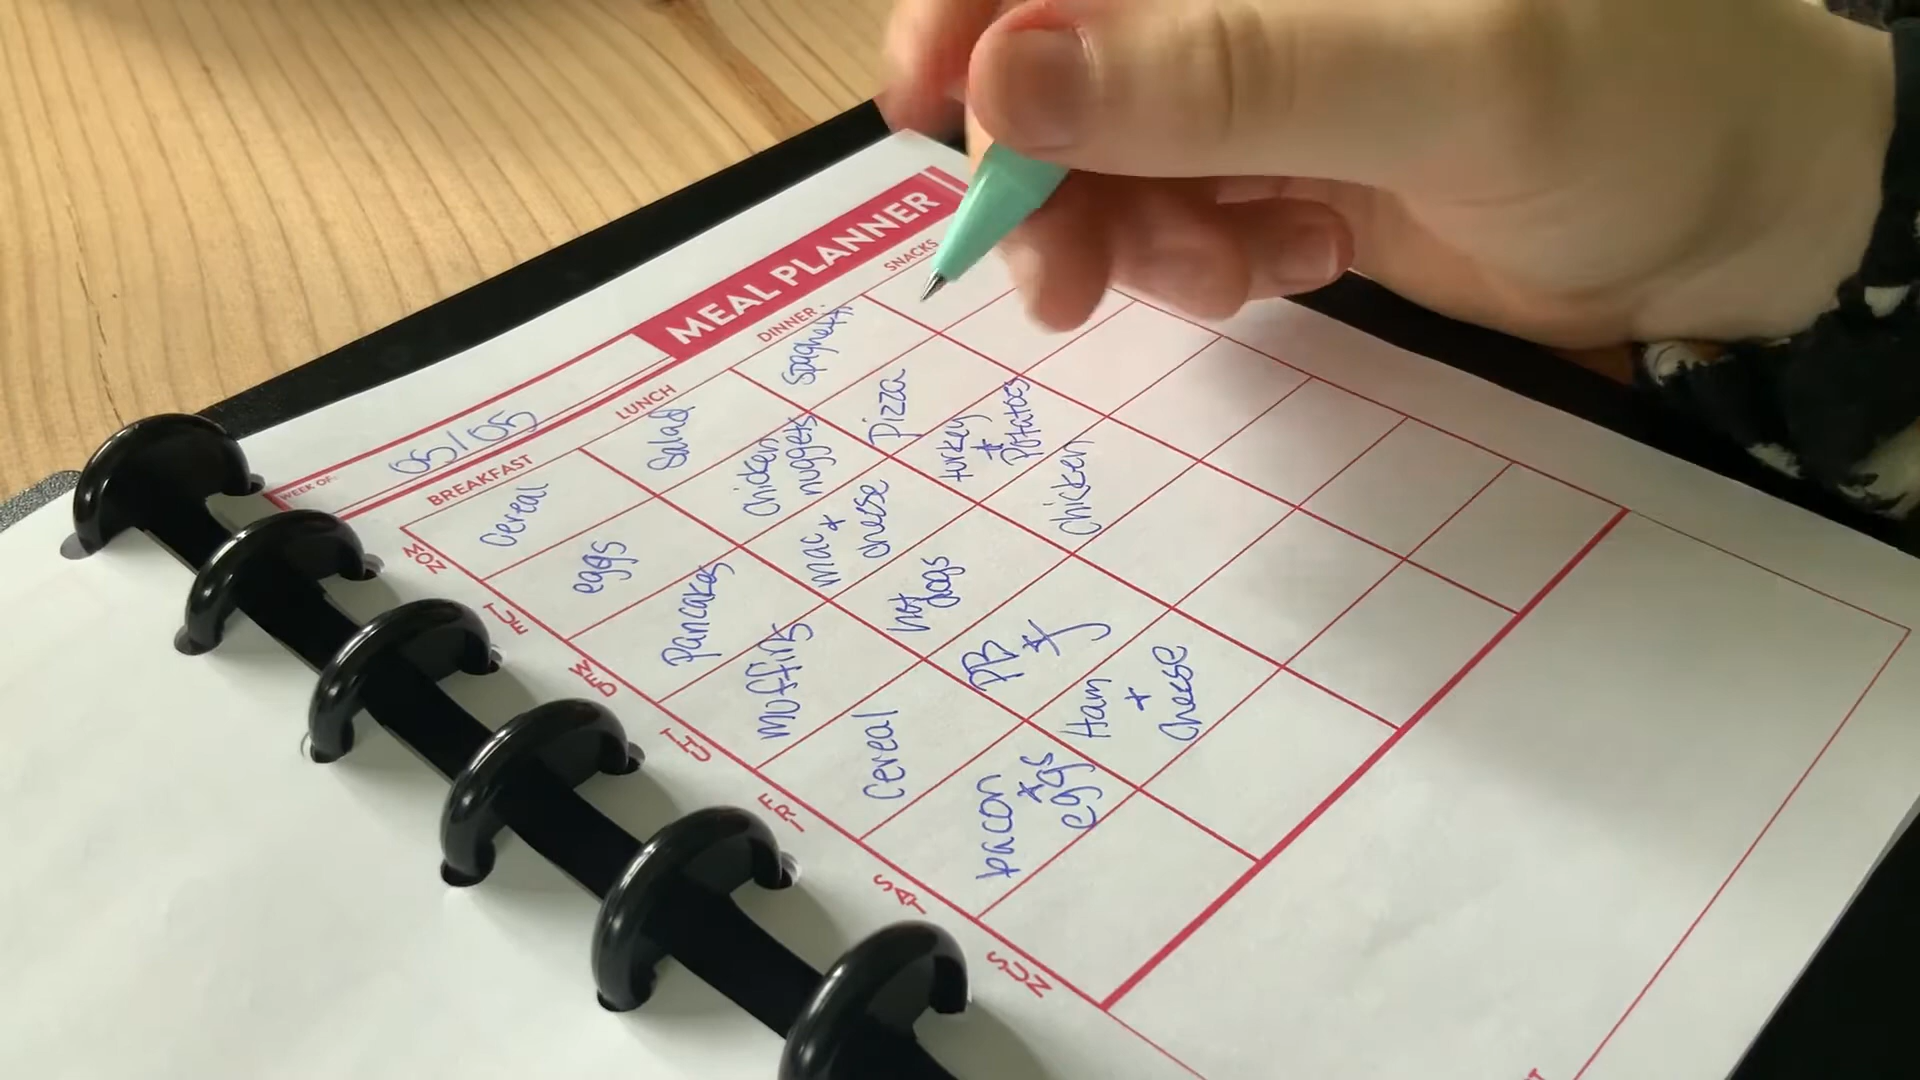 WEEK OF:
05/05
MEAL PLANNER
BREAKFAST
LUNCH
DINNER
SNACKS
MON
Cereal
Salad
Spaghetti
TUE
eggs
chicken
nuggets
Pizza
WED
Pancakes
mac &
cheese
turkey
&
Potatoes
THU
muffins
hot
dogs
chicken
FRI
Cereal
PB
& J
SAT
bacon
&
eggs
Ham
+
Cheese
SUN